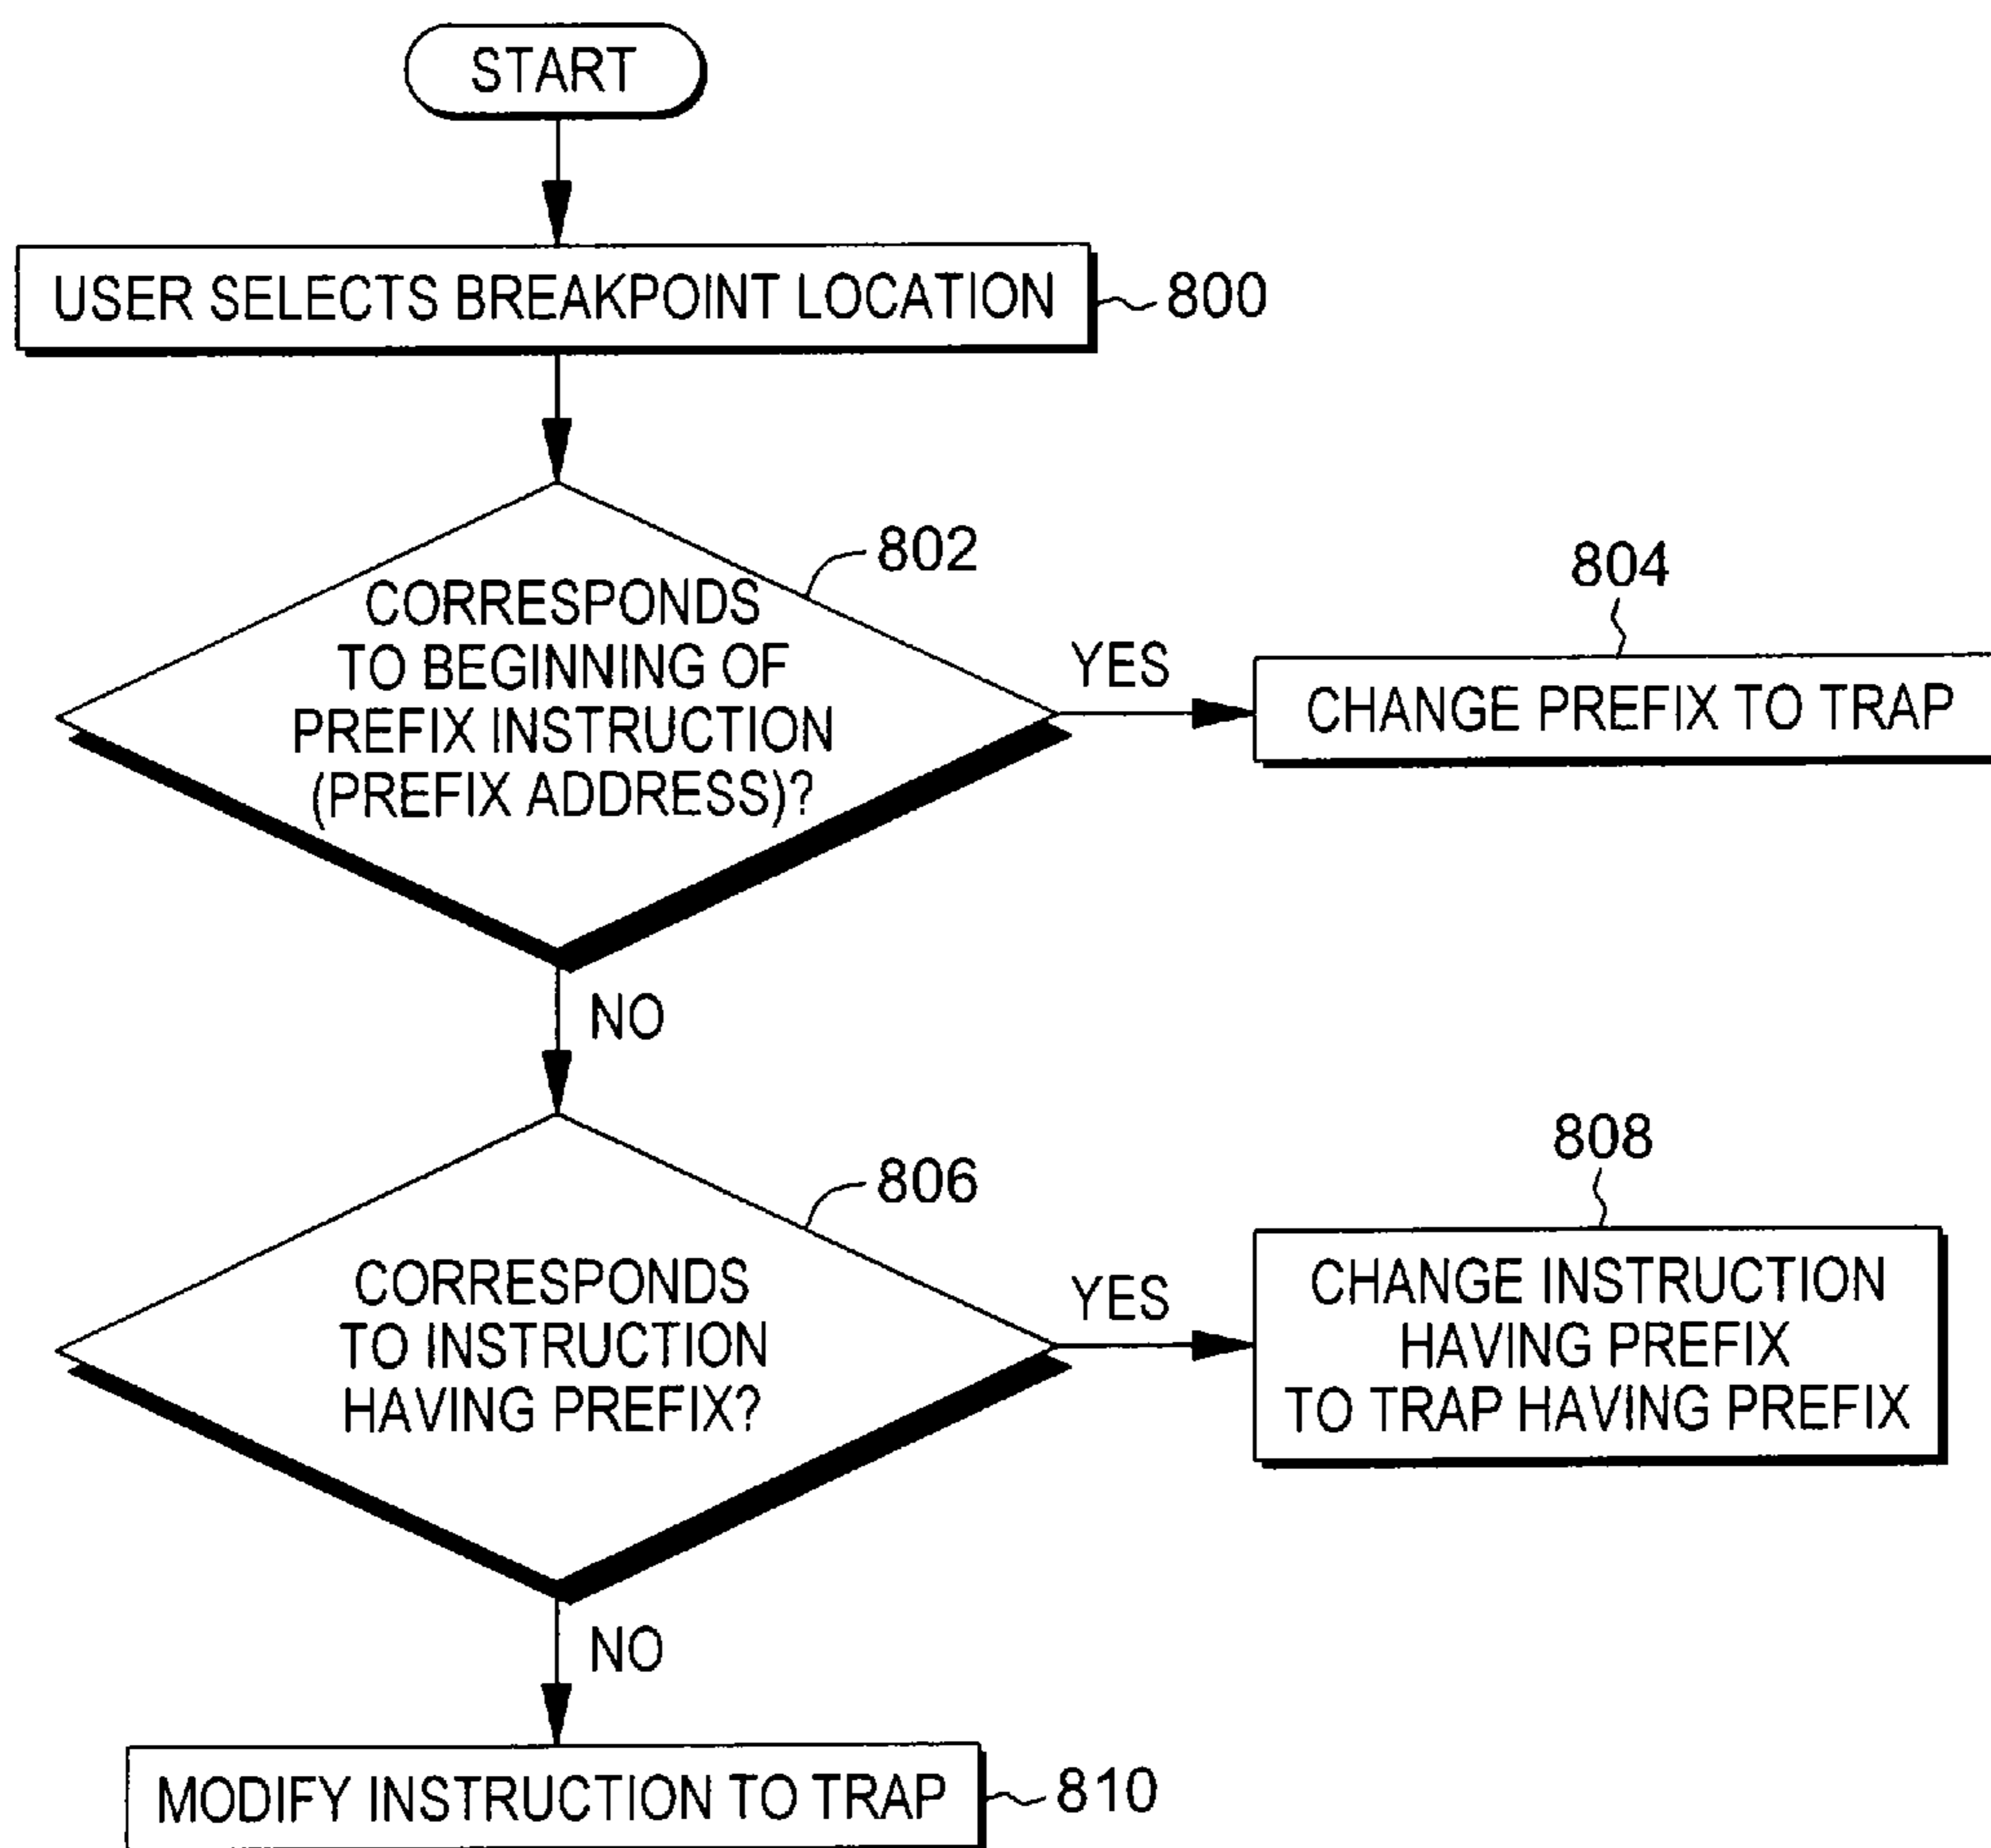 START
USER SELECTS BREAKPOINT LOCATION
800
802
CORRESPONDS
TO BEGINNING OF
PREFIX INSTRUCTION
(PREFIX ADDRESS)?
YES
804
CHANGE PREFIX TO TRAP
NO
806
CORRESPONDS
TO INSTRUCTION
HAVING PREFIX?
YES
808
CHANGE INSTRUCTION
HAVING PREFIX
TO TRAP HAVING PREFIX
NO
MODIFY INSTRUCTION TO TRAP
810